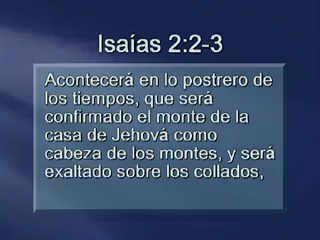 Isaías 2:2-3
Acontecerá en lo postrero de
los tiempos, que será
confirmado el monte de la
casa de Jehová como
cabeza de los montes, y será
exaltado sobre los collados,